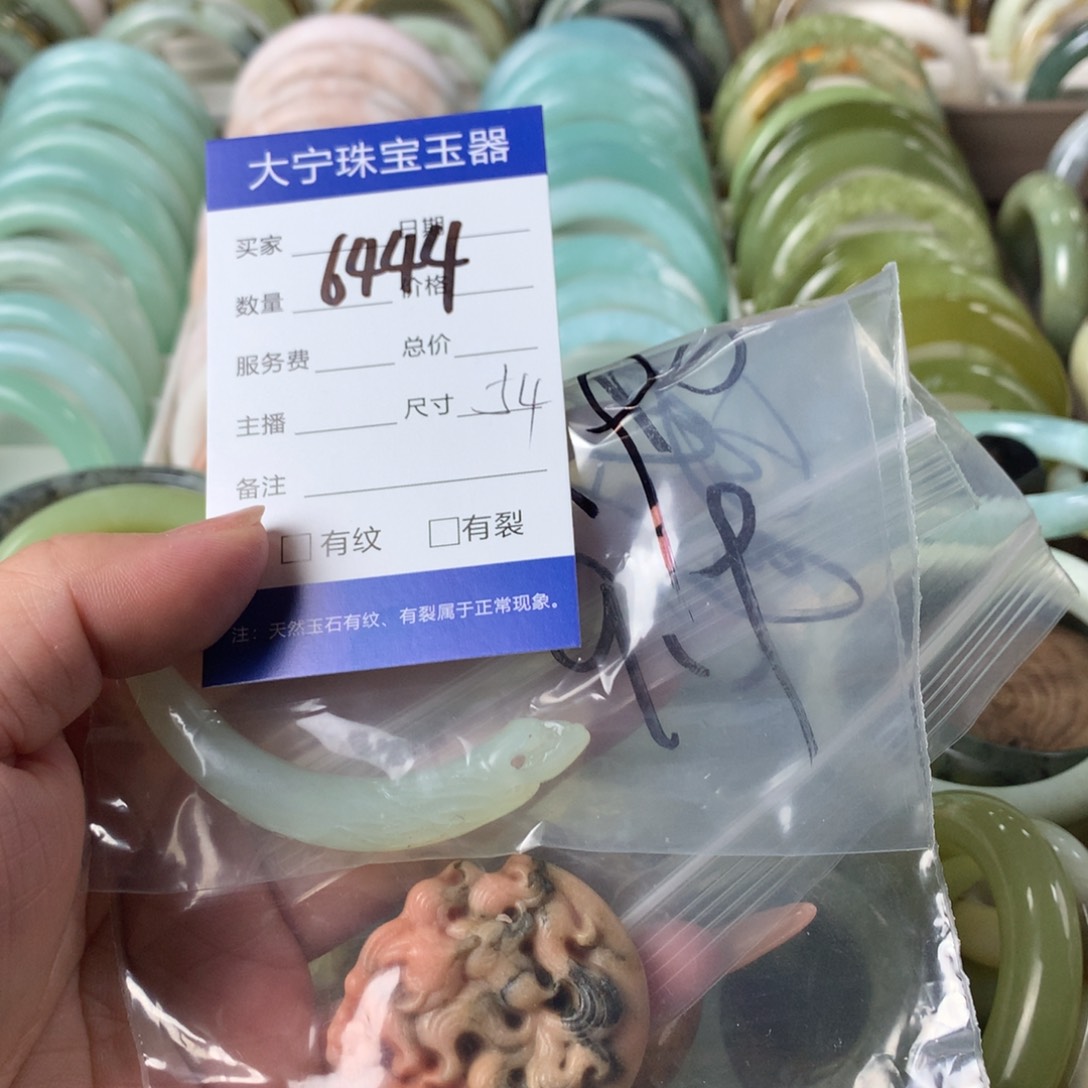 大宁珠宝玉器
买家 日期
6444
数量 价格
服务费 总价
主播 尺寸 54
备注
□ 有纹 □ 有裂
注：天然玉石有纹、有裂属于正常现象。